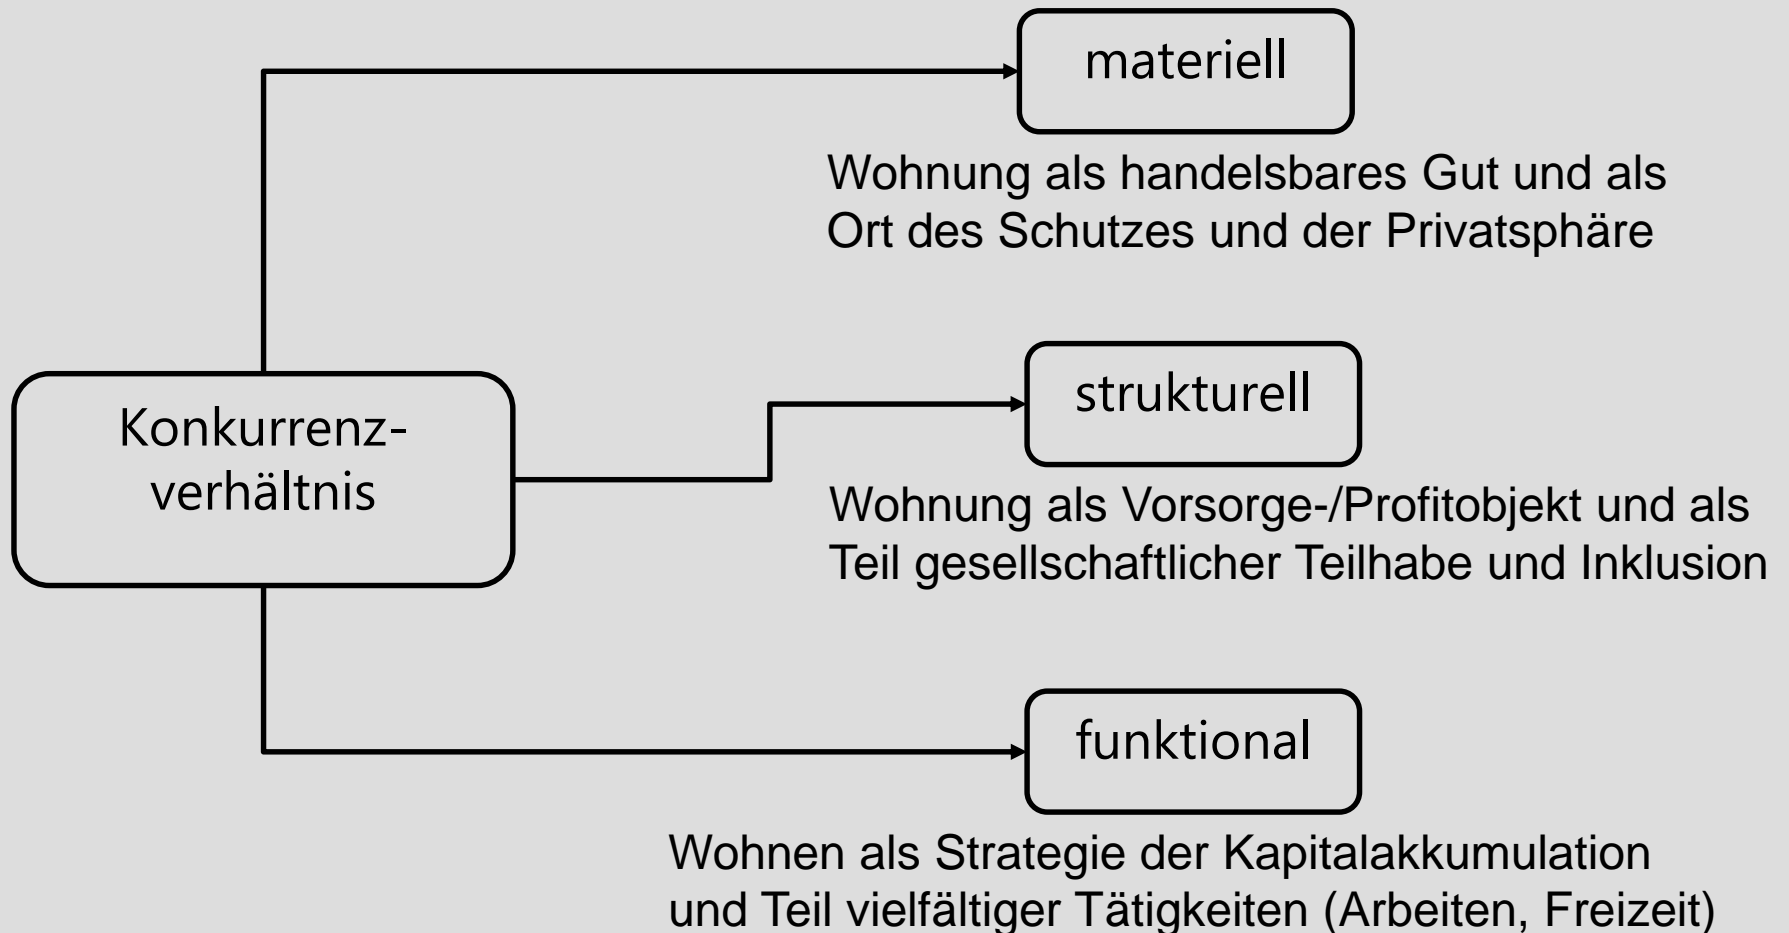 materiell
Wohnung als handelsbares Gut und als
Ort des Schutzes und der Privatsphäre
Konkurrenz-
verhältnis
strukturell
Wohnung als Vorsorge-/Profitobjekt und als
Teil gesellschaftlicher Teilhabe und Inklusion
funktional
Wohnen als Strategie der Kapitalakkumulation
und Teil vielfältiger Tätigkeiten (Arbeiten, Freizeit)